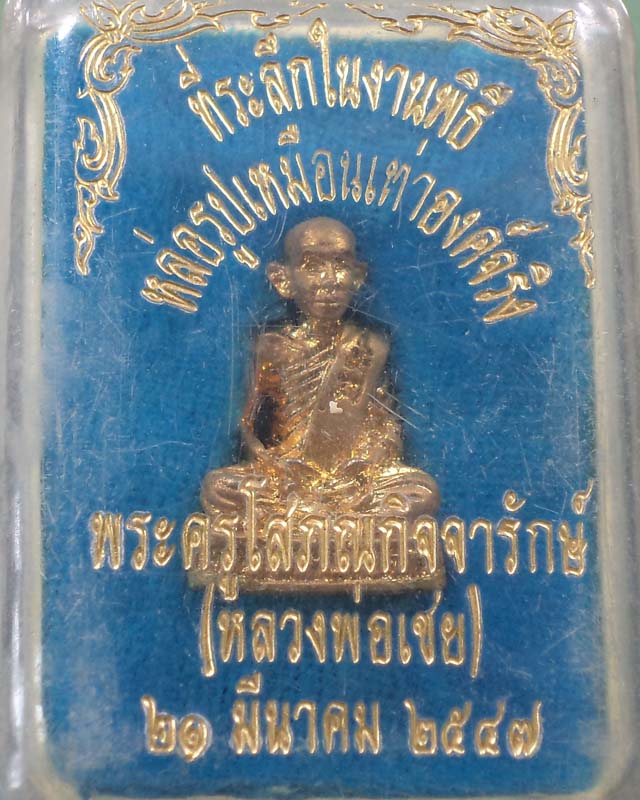 ที่ระลึกในงานพิธี
หล่อรูปเหมือนเท่าองค์จริง
พระครูโสภณกิจจารักษ์
(หลวงพ่อเชย)
๒๑ มีนาคม ๒๕๔๗